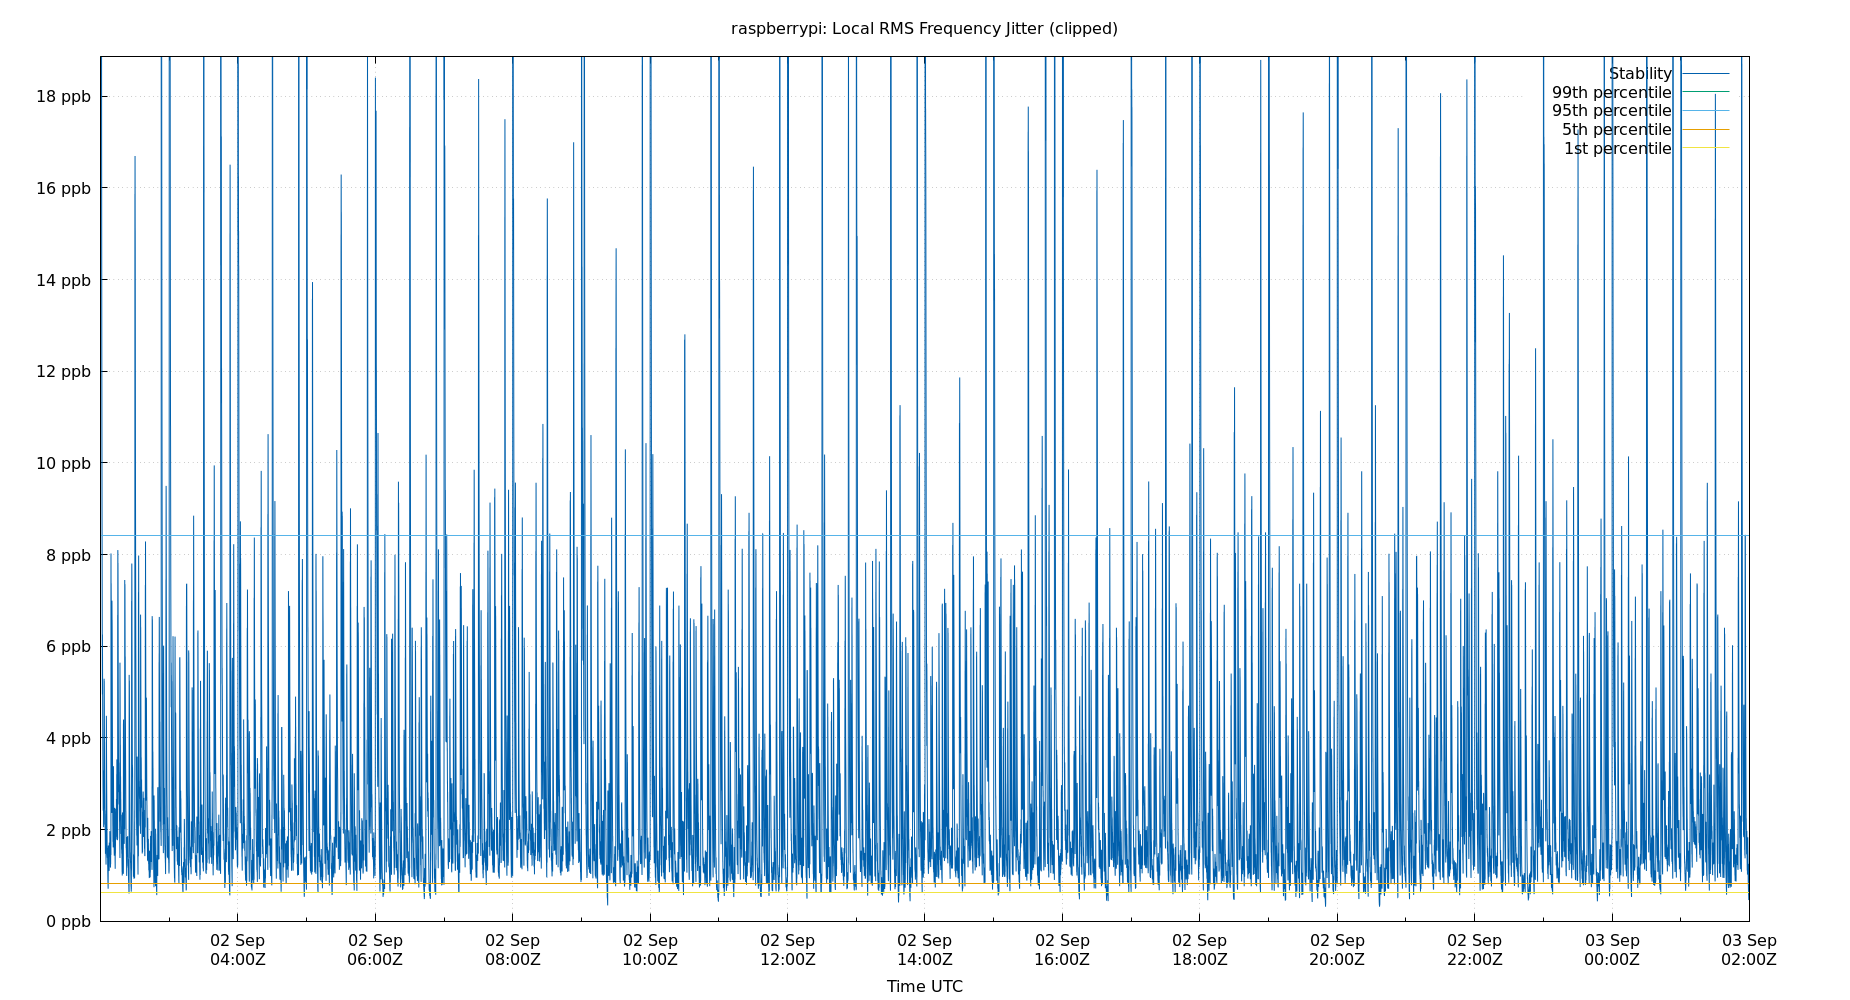 raspberrypi: Local RMS Frequency Jitter (clipped)
Stability
99th percentile
95th percentile
5th percentile
1st percentile
18 ppb
16 ppb
14 ppb
12 ppb
10 ppb
8 ppb
6 ppb
4 ppb
2 ppb
0 ppb
02 Sep 02 Sep 02 Sep 02 Sep 02 Sep 02 Sep 02 Sep 02 Sep 02 Sep 02 Sep 03 Sep 03 Sep
04:00Z 06:00Z 08:00Z 10:00Z 12:00Z 14:00Z 16:00Z 18:00Z 20:00Z 22:00Z 00:00Z 02:00Z
Time UTC